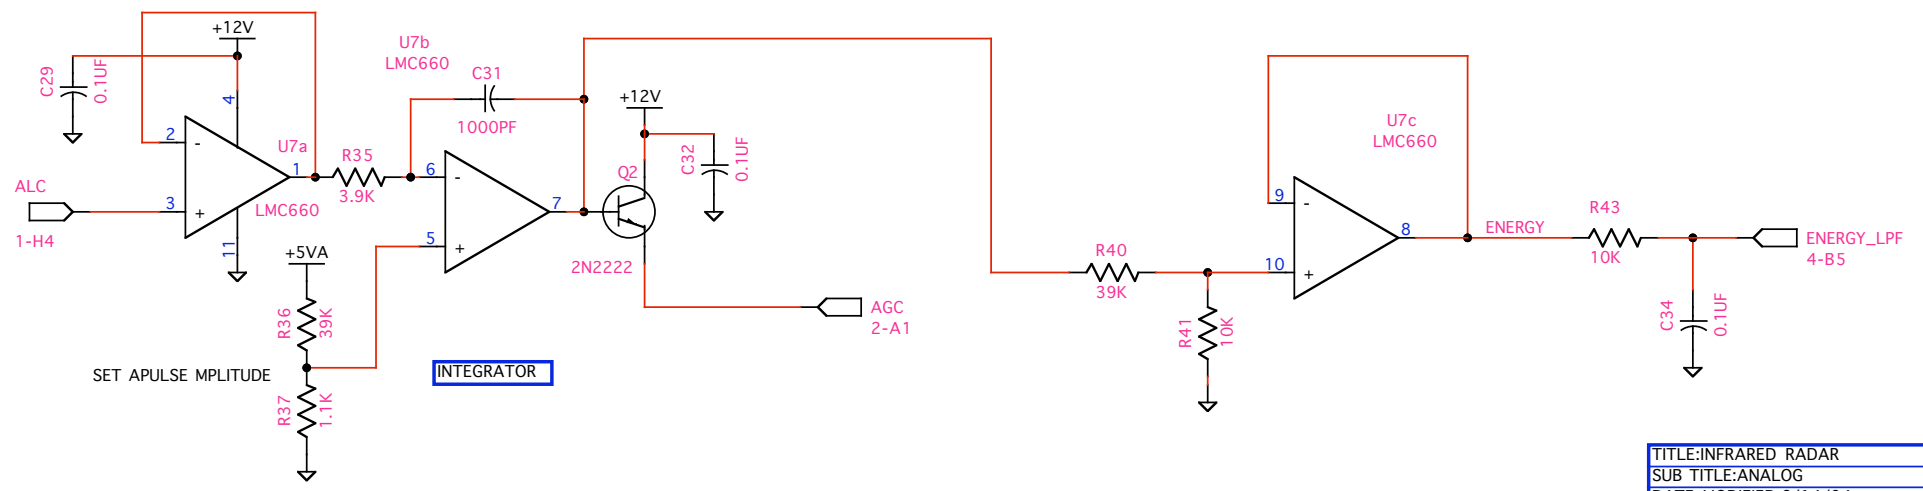 +12V
C29
0.1UF
4
2
-
U7a
1
ALC
3
+
LMC660
1-H4
11
U7b
LMC660
C31
1000PF
R35
3.9K
6
-
7
5
+
+12V
C32
0.1UF
Q2
2N2222
+5VA
R36
39K
SET APULSE MPLITUDE
R37
1.1K
INTEGRATOR
AGC
2-A1
U7c
LMC660
9
-
8
ENERGY
R43
10K
ENERGY_LPF
4-B5
R40
39K
10
+
R41
10K
C34
0.1UF
TITLE:INFRARED RADAR
SUB TITLE:ANALOG